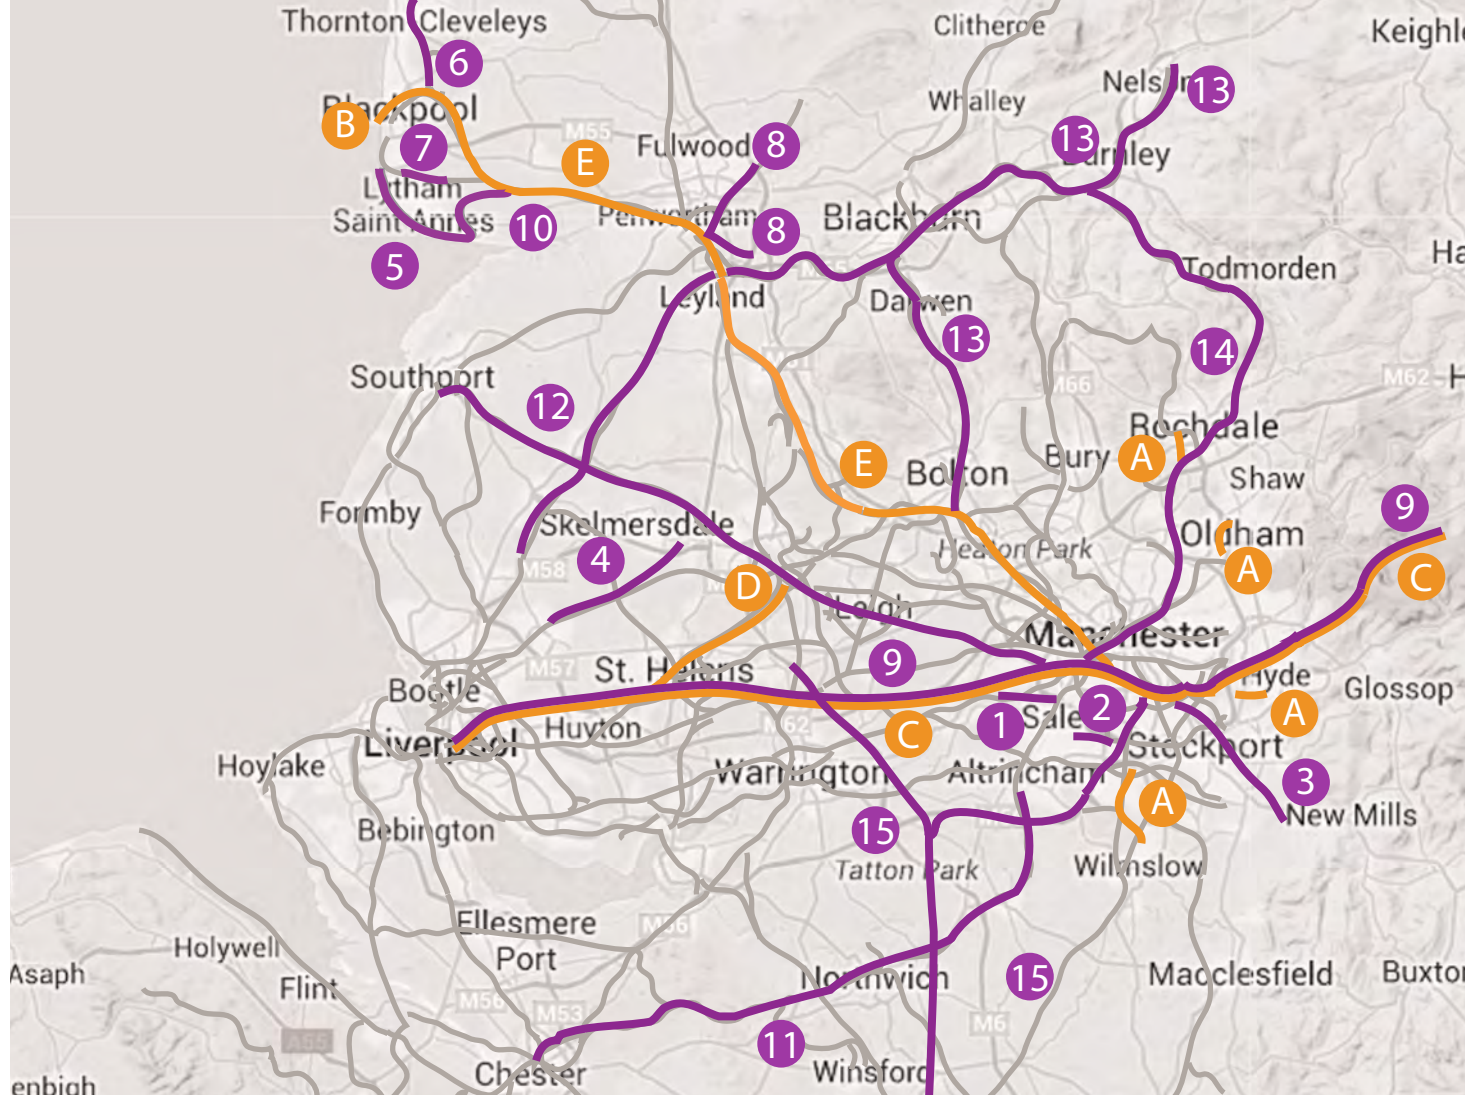 Thornton Cleveleys
Clitheroe
Keighl
6
Blackpool
B
Nelson
13
Whalley
M55
7
E
Fulwood
8
13
Burnley
Lytham
Saint Annes
10
Penwortham
8
Blackburn
5
Leyland
Ha
Todmorden
Darwen
13
14
Southport
12
M66
M62
H
Rochdale
Bury
A
Shaw
E
Bolton
9
Formby
Skelmersdale
Oldham
Heaton Park
4
M58
D
A
C
Leigh
Manchester
M57
St. Helens
9
Bootle
Hyde
Glossop
1
Sale
2
A
Huyton
M62
C
Liverpool
Stockport
Hoylake
Warrington
Altrincham
3
A
Bebington
15
New Mills
Tatton Park
Wilmslow
Ellesmere
Port
M56
Holywell
Asaph
Flint
Northwich
15
Macclesfield
Buxto
M56
M53
M6
A55
11
Chester
Winsford
enbigh